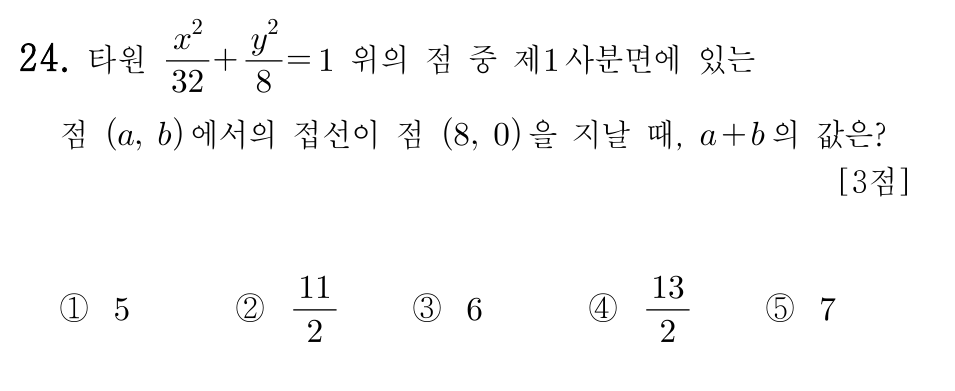 24. 타원 x²/32 + y²/8 = 1 위의 점 중 제1사분면에 있는
점 (a, b)에서의 접선이 점 (8, 0)을 지날 때, a+b의 값은?
[3점]
① 5 ② 11/2 ③ 6 ④ 13/2 ⑤ 7